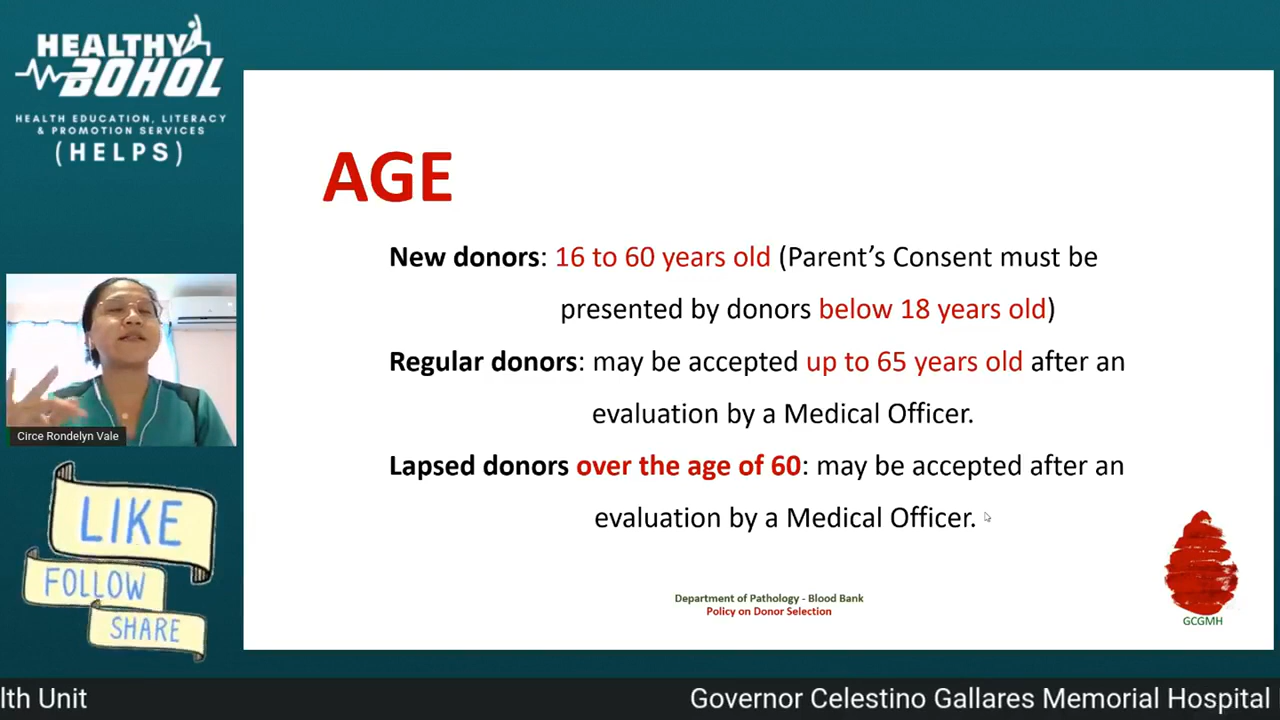 HEALTHY
BOHOL
HEALTH EDUCATION, LITERACY
& PROMOTION SERVICES
(HELPS)
AGE
New donors: 16 to 60 years old (Parent's Consent must be
presented by donors below 18 years old)
Regular donors: may be accepted up to 65 years old after an
evaluation by a Medical Officer.
Lapsed donors over the age of 60: may be accepted after an
evaluation by a Medical Officer.
Circe Rondelyn Vale
LIKE
FOLLOW
SHARE
Department of Pathology - Blood Bank
Policy on Donor Selection
GCGMH
lth Unit
Governor Celestino Gallares Memorial Hospital